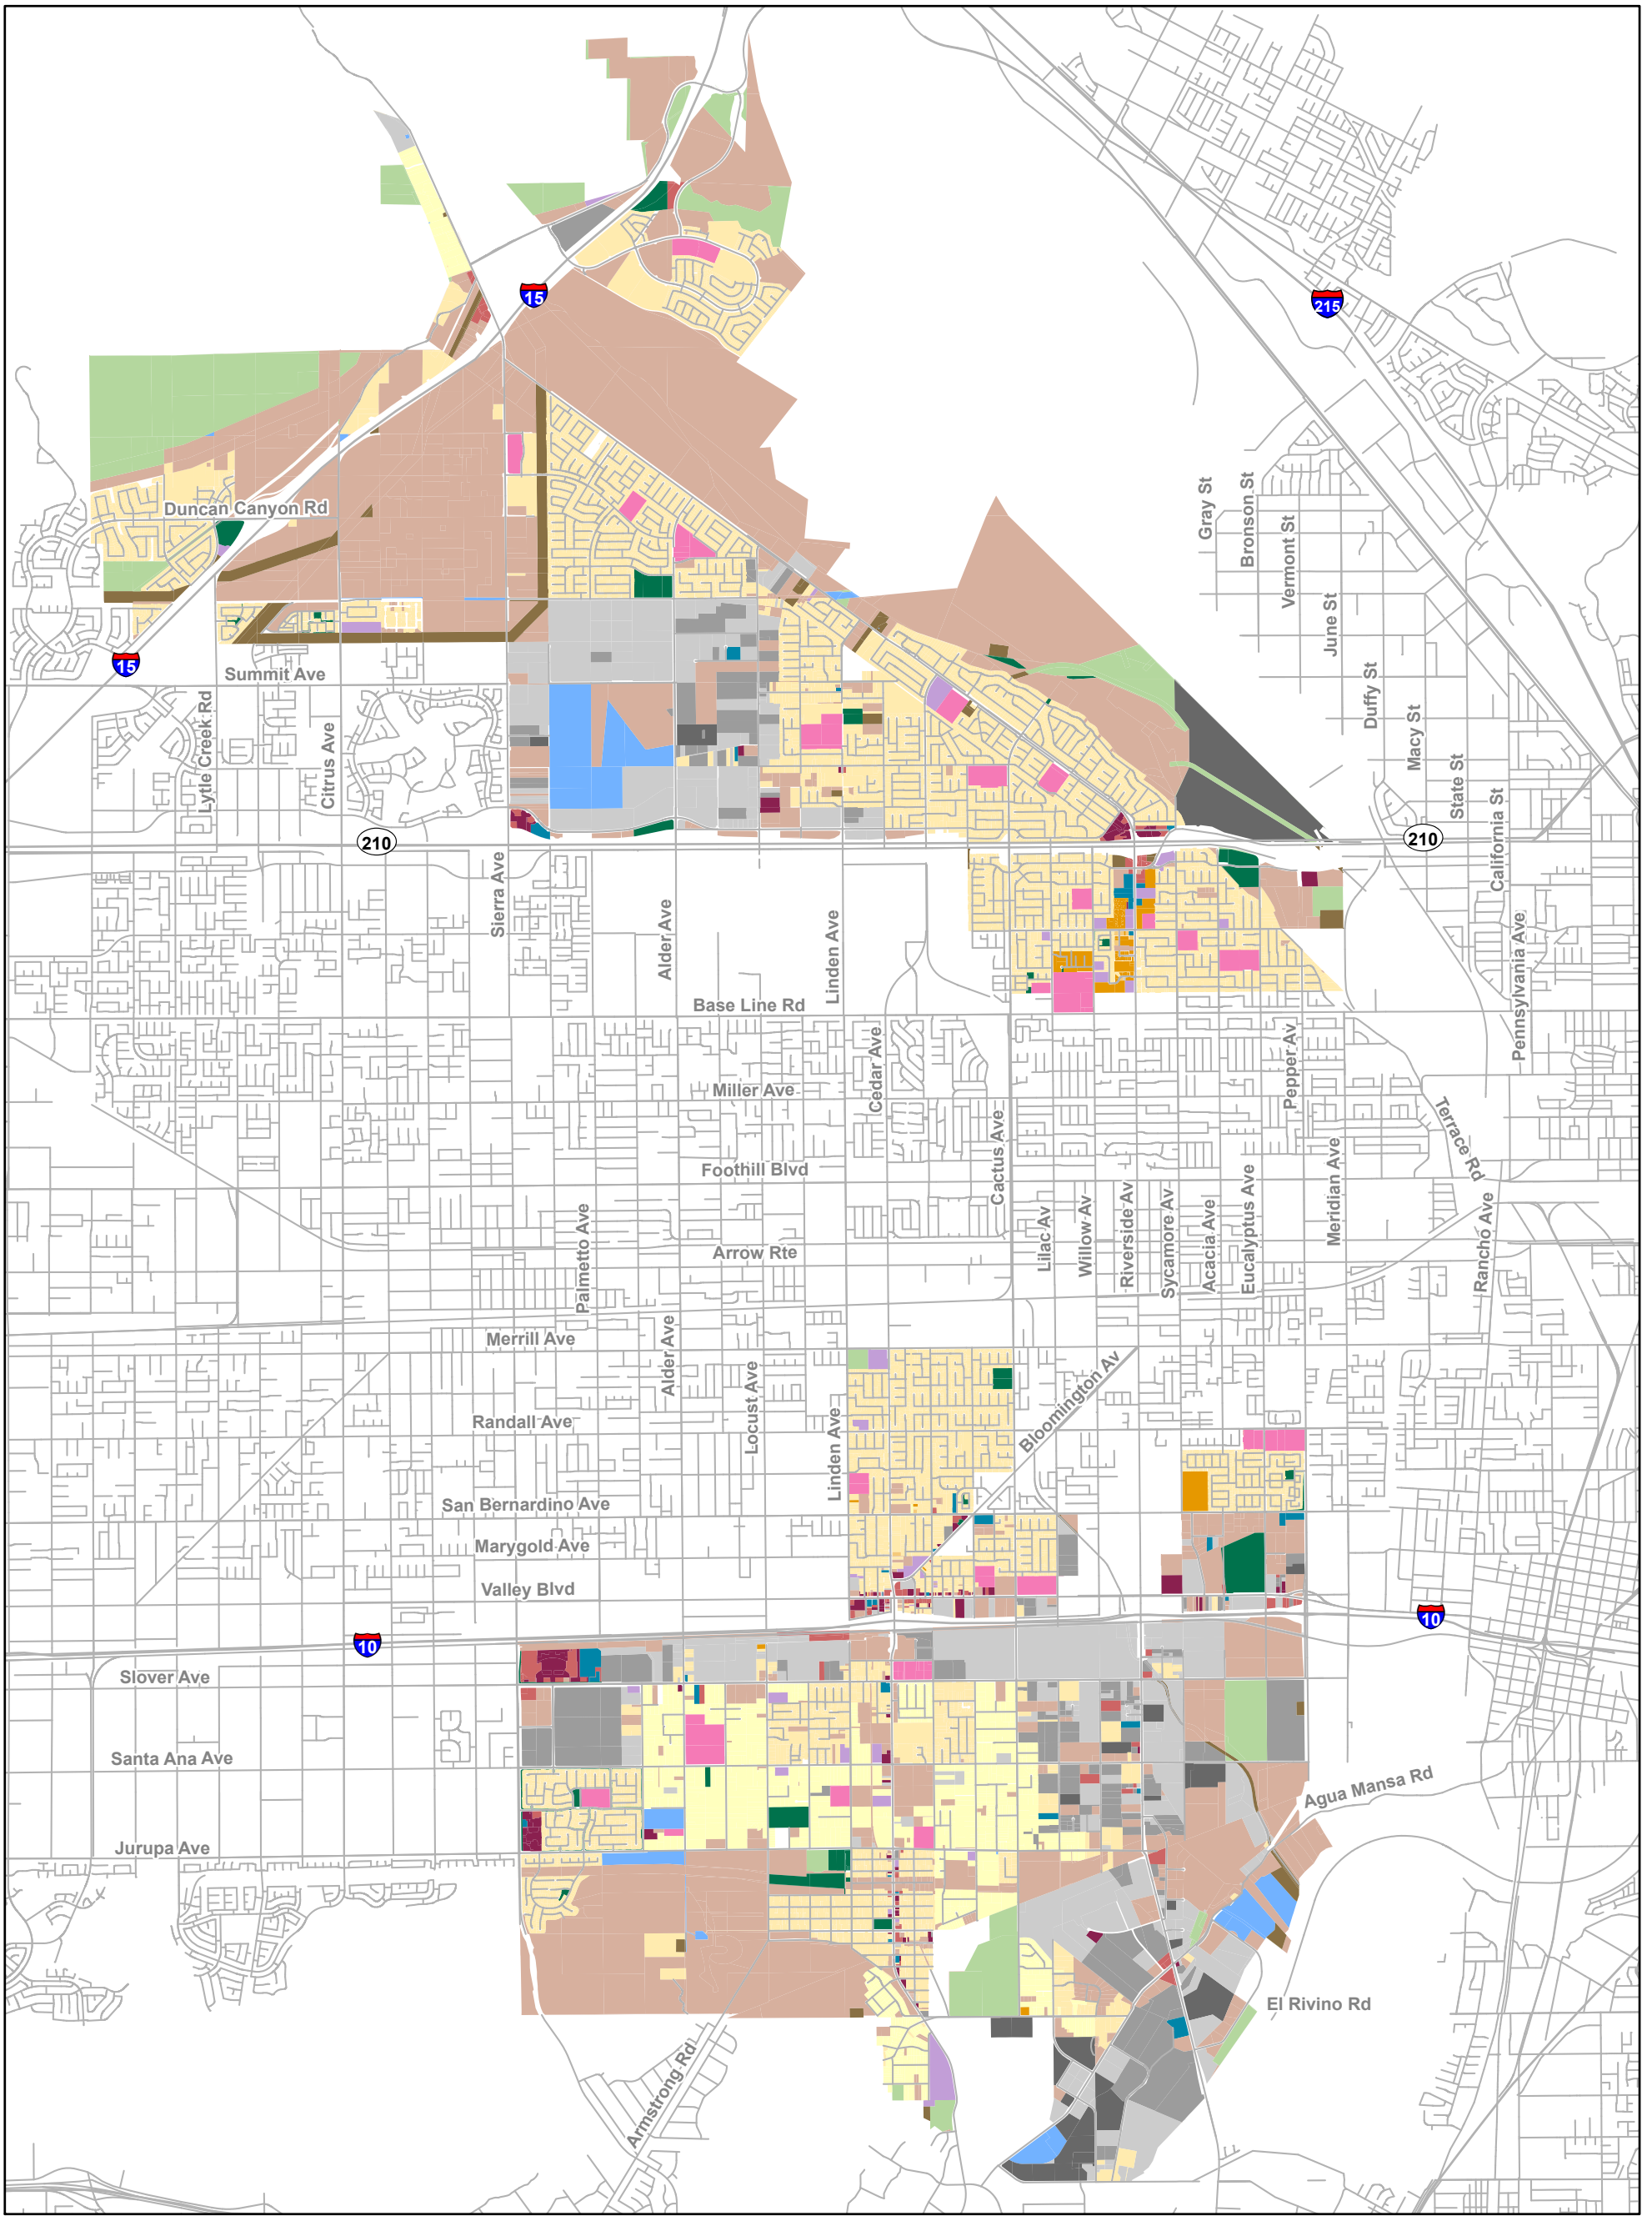 15
215
Gray St
Bronson St
Vermont St
Duncan Canyon Rd
June St
15
Summit Ave
Duffy St
Lytle Creek Rd
Citrus Ave
Macy St
State St
210
210
California St
Sierra Ave
Alder Ave
Linden Ave
Pennsylvania Ave
Base Line Rd
Cedar Ave
Pepper Av
Miller Ave
Terrace Rd
Foothill Blvd
Cactus Ave
Meridian Ave
Lilac Av
Willow Av
Riverside Av
Sycamore Av
Acacia Ave
Eucalyptus Ave
Rancho Ave
Palmetto Ave
Arrow Rte
Merrill Ave
Alder Ave
Locust Ave
Bloomington Av
Randall Ave
Linden Ave
San Bernardino Ave
Marygold Ave
Valley Blvd
10
10
Slover Ave
Santa Ana Ave
Agua Mansa Rd
Jurupa Ave
El Rivino Rd
Armstrong Rd